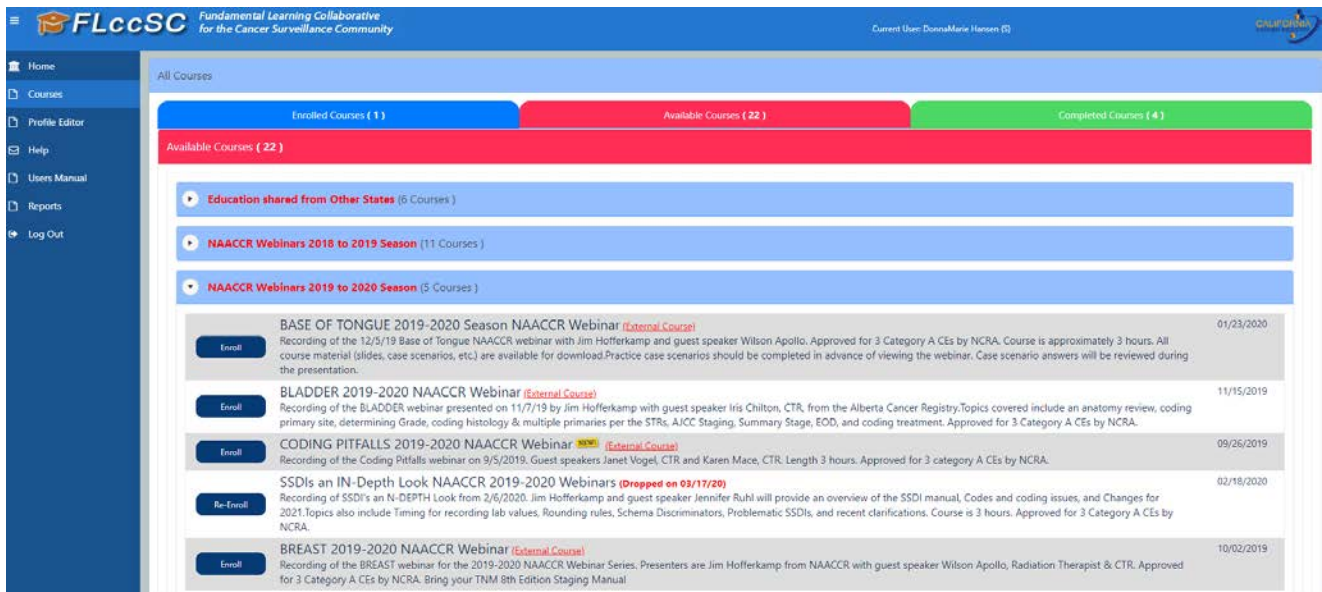 FLccSC
Fundamental Learning Collaborative
for the Cancer Surveillance Community
Current User: DonnaMarie Hansen (S)
CALIFORNIA
Home
Courses
Profile Editor
Help
Users Manual
Reports
Log Out
All Courses
Enrolled Courses ( 1 )
Available Courses ( 22 )
Completed Courses ( 4 )
Available Courses ( 22 )
Education shared from Other States (6 Courses )
NAACCR Webinars 2018 to 2019 Season (11 Courses )
NAACCR Webinars 2019 to 2020 Season (5 Courses )
Enroll
BASE OF TONGUE 2019-2020 Season NAACCR Webinar (External Course)
01/23/2020
Recording of the 12/5/19 Base of Tongue NAACCR webinar with Jim Hofferkamp and guest speaker Wilson Apollo. Approved for 3 Category A CEs by NCRA. Course is approximately 3 hours. All
course material (slides, case scenarios, etc.) are available for download.Practice case scenarios should be completed in advance of viewing the webinar. Case scenario answers will be reviewed during
the presentation.
Enroll
BLADDER 2019-2020 NAACCR Webinar (External Course)
11/15/2019
Recording of the BLADDER webinar presented on 11/7/19 by Jim Hofferkamp with guest speaker Iris Chilton, CTR, from the Alberta Cancer Registry.Topics covered include an anatomy review, coding
primary site, determining Grade, coding histology & multiple primaries per the STRs, AJCC Staging, Summary Stage, EOD, and coding treatment. Approved for 3 Category A CEs by NCRA.
Enroll
CODING PITFALLS 2019-2020 NAACCR Webinar NEW! (External Course)
09/26/2019
Recording of the Coding Pitfalls webinar on 9/5/2019. Guest speakers Janet Vogel, CTR and Karen Mace, CTR. Length 3 hours. Approved for 3 category A CEs by NCRA.
Re-Enroll
SSDIs an IN-Depth Look NAACCR 2019-2020 Webinars (Dropped on 03/17/20)
02/18/2020
Recording of SSDI's an N-DEPTH Look from 2/6/2020. Jim Hofferkamp and guest speaker Jennifer Ruhl will provide an overview of the SSDI manual, Codes and coding issues, and Changes for
2021.Topics also include Timing for recording lab values, Rounding rules, Schema Discriminators, Problematic SSDIs, and recent clarifications. Course is 3 hours. Approved for 3 Category A CEs by
NCRA.
Enroll
BREAST 2019-2020 NAACCR Webinar (External Course)
10/02/2019
Recording of the BREAST webinar for the 2019-2020 NAACCR Webinar Series. Presenters are Jim Hofferkamp from NAACCR with guest speaker Wilson Apollo, Radiation Therapist & CTR. Approved
for 3 Category A CEs by NCRA. Bring your TNM 8th Edition Staging Manual